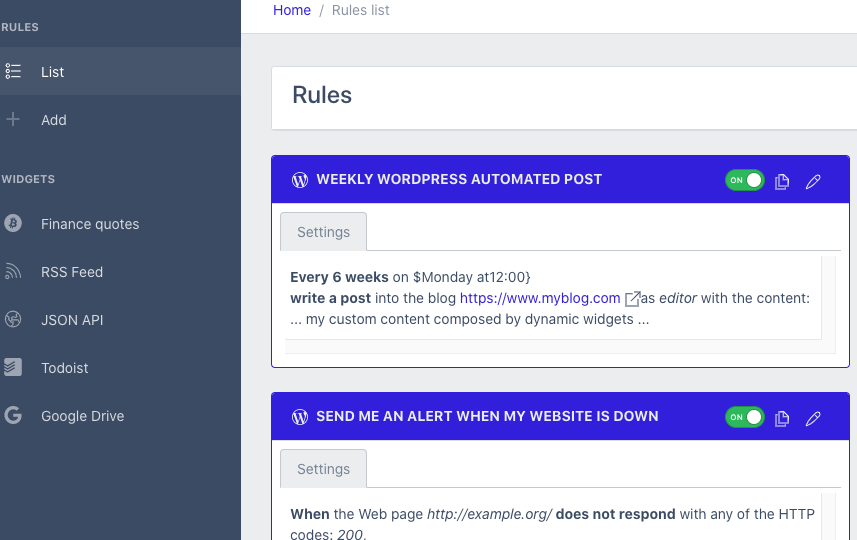 Home / Rules list
RULES
List
Add
WIDGETS
Finance quotes
RSS Feed
JSON API
Todoist
Google Drive
Rules
WEEKLY WORDPRESS AUTOMATED POST
ON
Settings
Every 6 weeks on $Monday at12:00}
write a post into the blog https://www.myblog.com as editor with the content:
... my custom content composed by dynamic widgets ...
SEND ME AN ALERT WHEN MY WEBSITE IS DOWN
ON
Settings
When the Web page http://example.org/ does not respond with any of the HTTP
codes: 200.